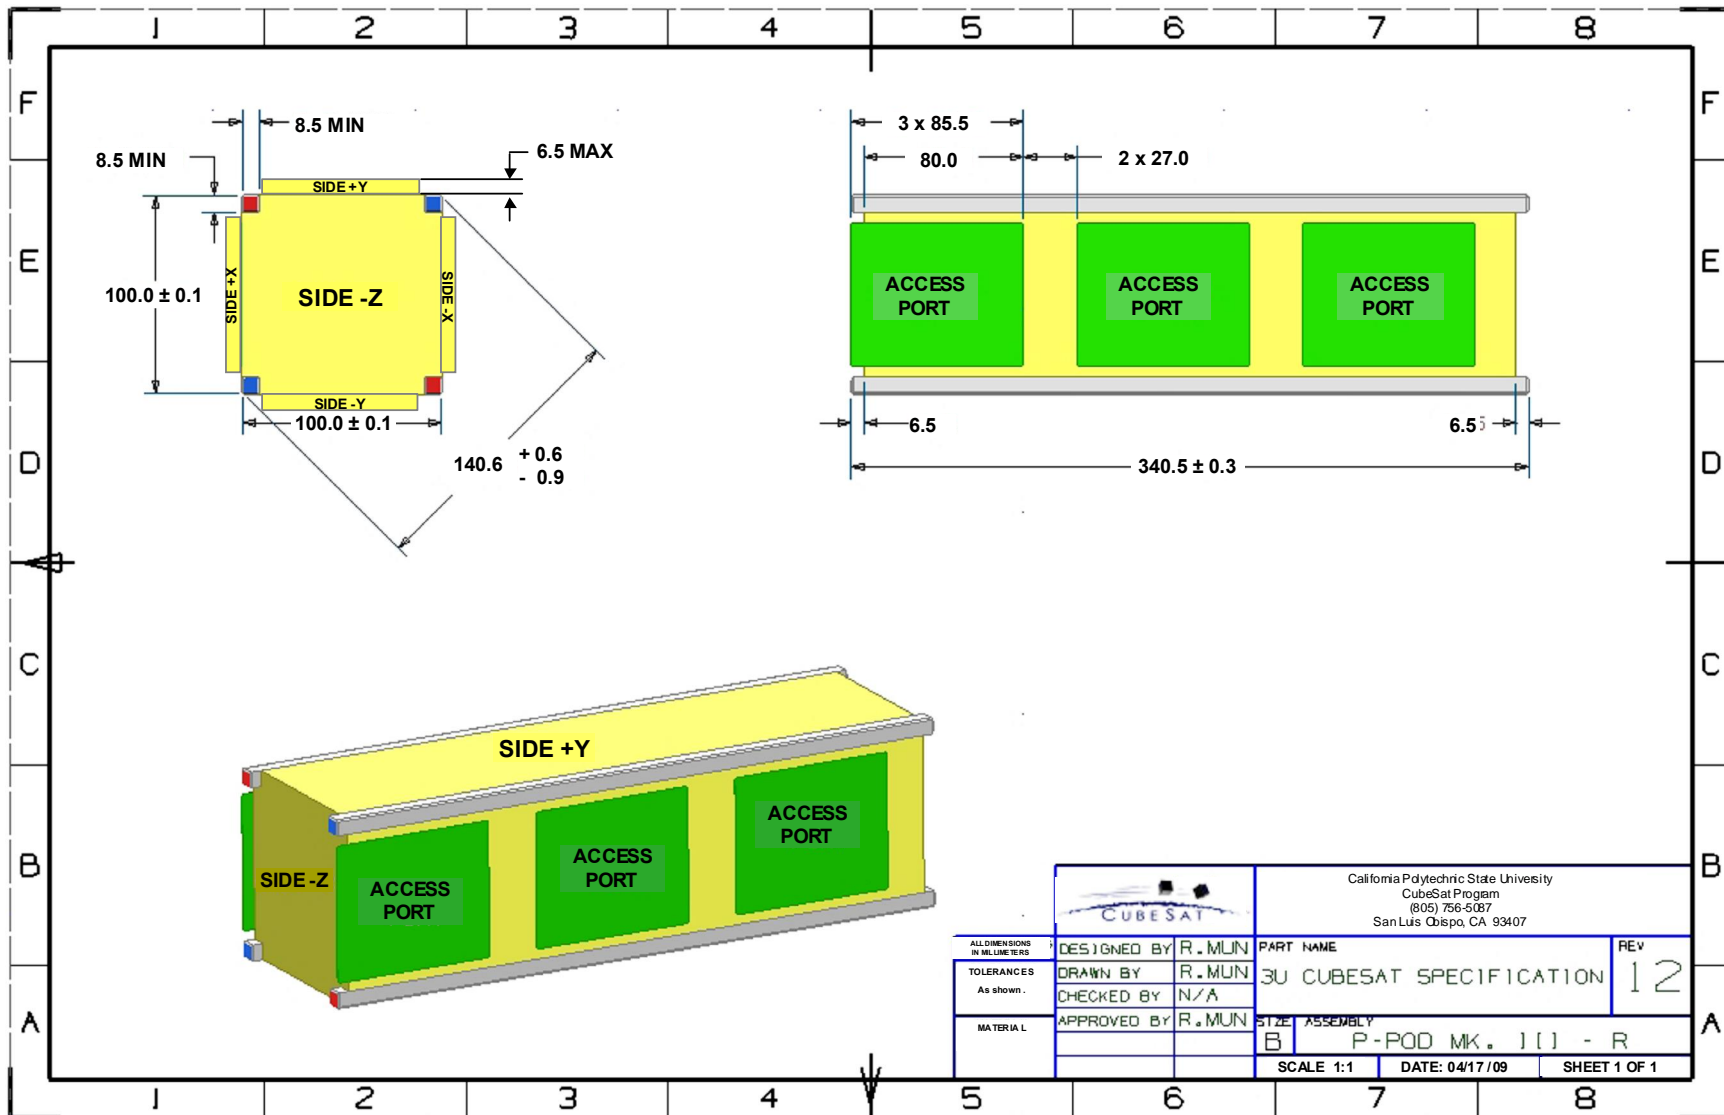 1 2 3 4 5 6 7 8
F F
E E
D D
C C
B B
A A
8.5 MIN
8.5 MIN
6.5 MAX
SIDE +Y
SIDE +X
SIDE -Z
SIDE -X
SIDE -Y
100.0 ± 0.1
100.0 ± 0.1
140.6 + 0.6
- 0.9
3 x 85.5
80.0
2 x 27.0
ACCESS
PORT
ACCESS
PORT
ACCESS
PORT
6.5
6.5
340.5 ± 0.3
SIDE +Y
SIDE -Z
ACCESS
PORT
ACCESS
PORT
ACCESS
PORT
CUBESAT
California Polytechnic State University
CubeSat Program
(805) 756-5087
San Luis Obispo, CA 93407
ALL DIMENSIONS
IN MILLIMETERS
TOLERANCES
As shown.
MATERIAL
DESIGNED BY R.MUN
DRAWN BY R.MUN
CHECKED BY N/A
APPROVED BY R.MUN
PART NAME
3U CUBESAT SPECIFICATION
REV
12
SIZE
B
ASSEMBLY
P-POD MK. III - R
SCALE 1:1
DATE: 04/17/09
SHEET 1 OF 1
1 2 3 4 5 6 7 8